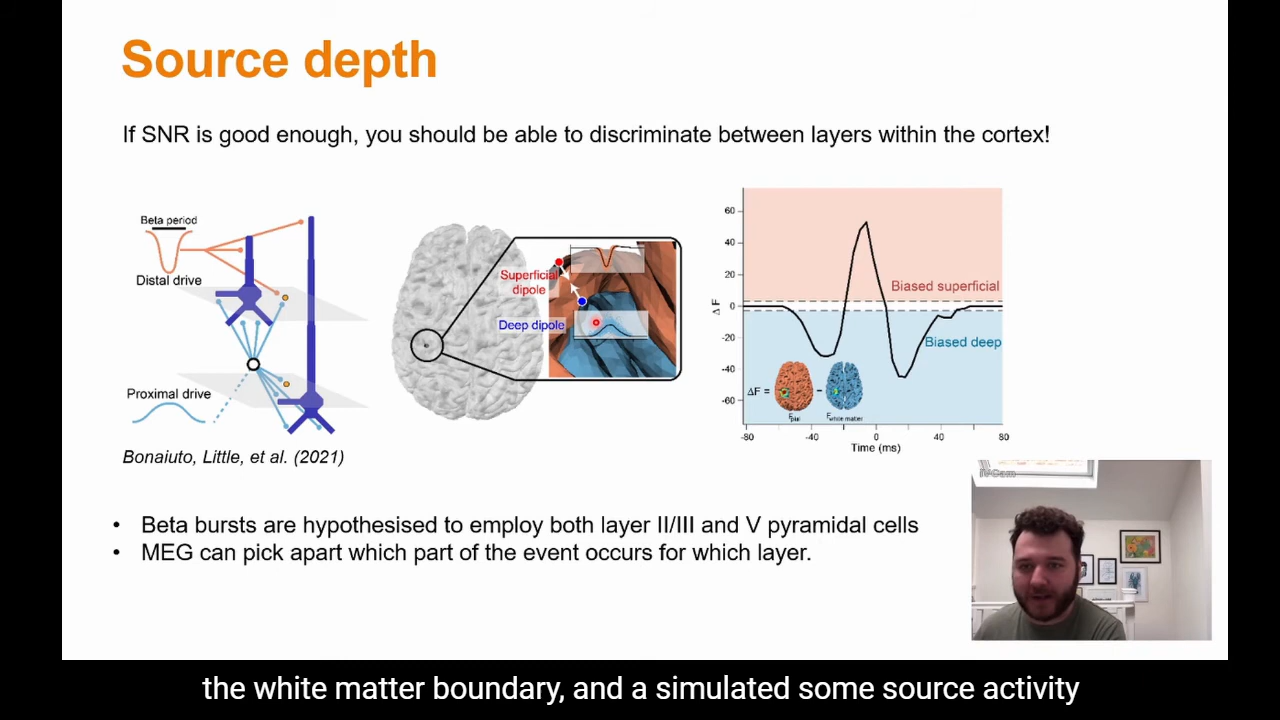 Source depth
If SNR is good enough, you should be able to discriminate between layers within the cortex!
Beta period
Distal drive
Proximal drive
Bonaiuto, Little, et al. (2021)
Superficial
dipole
Deep dipole
60
40
20
0
-20
-40
-60
Δ F
Biased superficial
Biased deep
ΔF =
-
Fpial
Fwhite matter
-80
-40
0
40
80
Time (ms)
• Beta bursts are hypothesised to employ both layer II/III and V pyramidal cells
• MEG can pick apart which part of the event occurs for which layer.
the white matter boundary, and a simulated some source activity